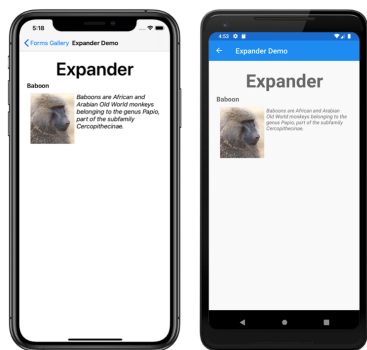 5:18
Forms Gallery Expander Demo
Expander
Baboon
Baboons are African and
Arabian Old World monkeys
belonging to the genus Papio,
part of the subfamily
Cercopithecinae.
4:53
Expander Demo
Expander
Baboon
Baboons are African and Arabian
Old World monkeys belonging to the
genus Papio, part of the subfamily
Cercopithecinae.